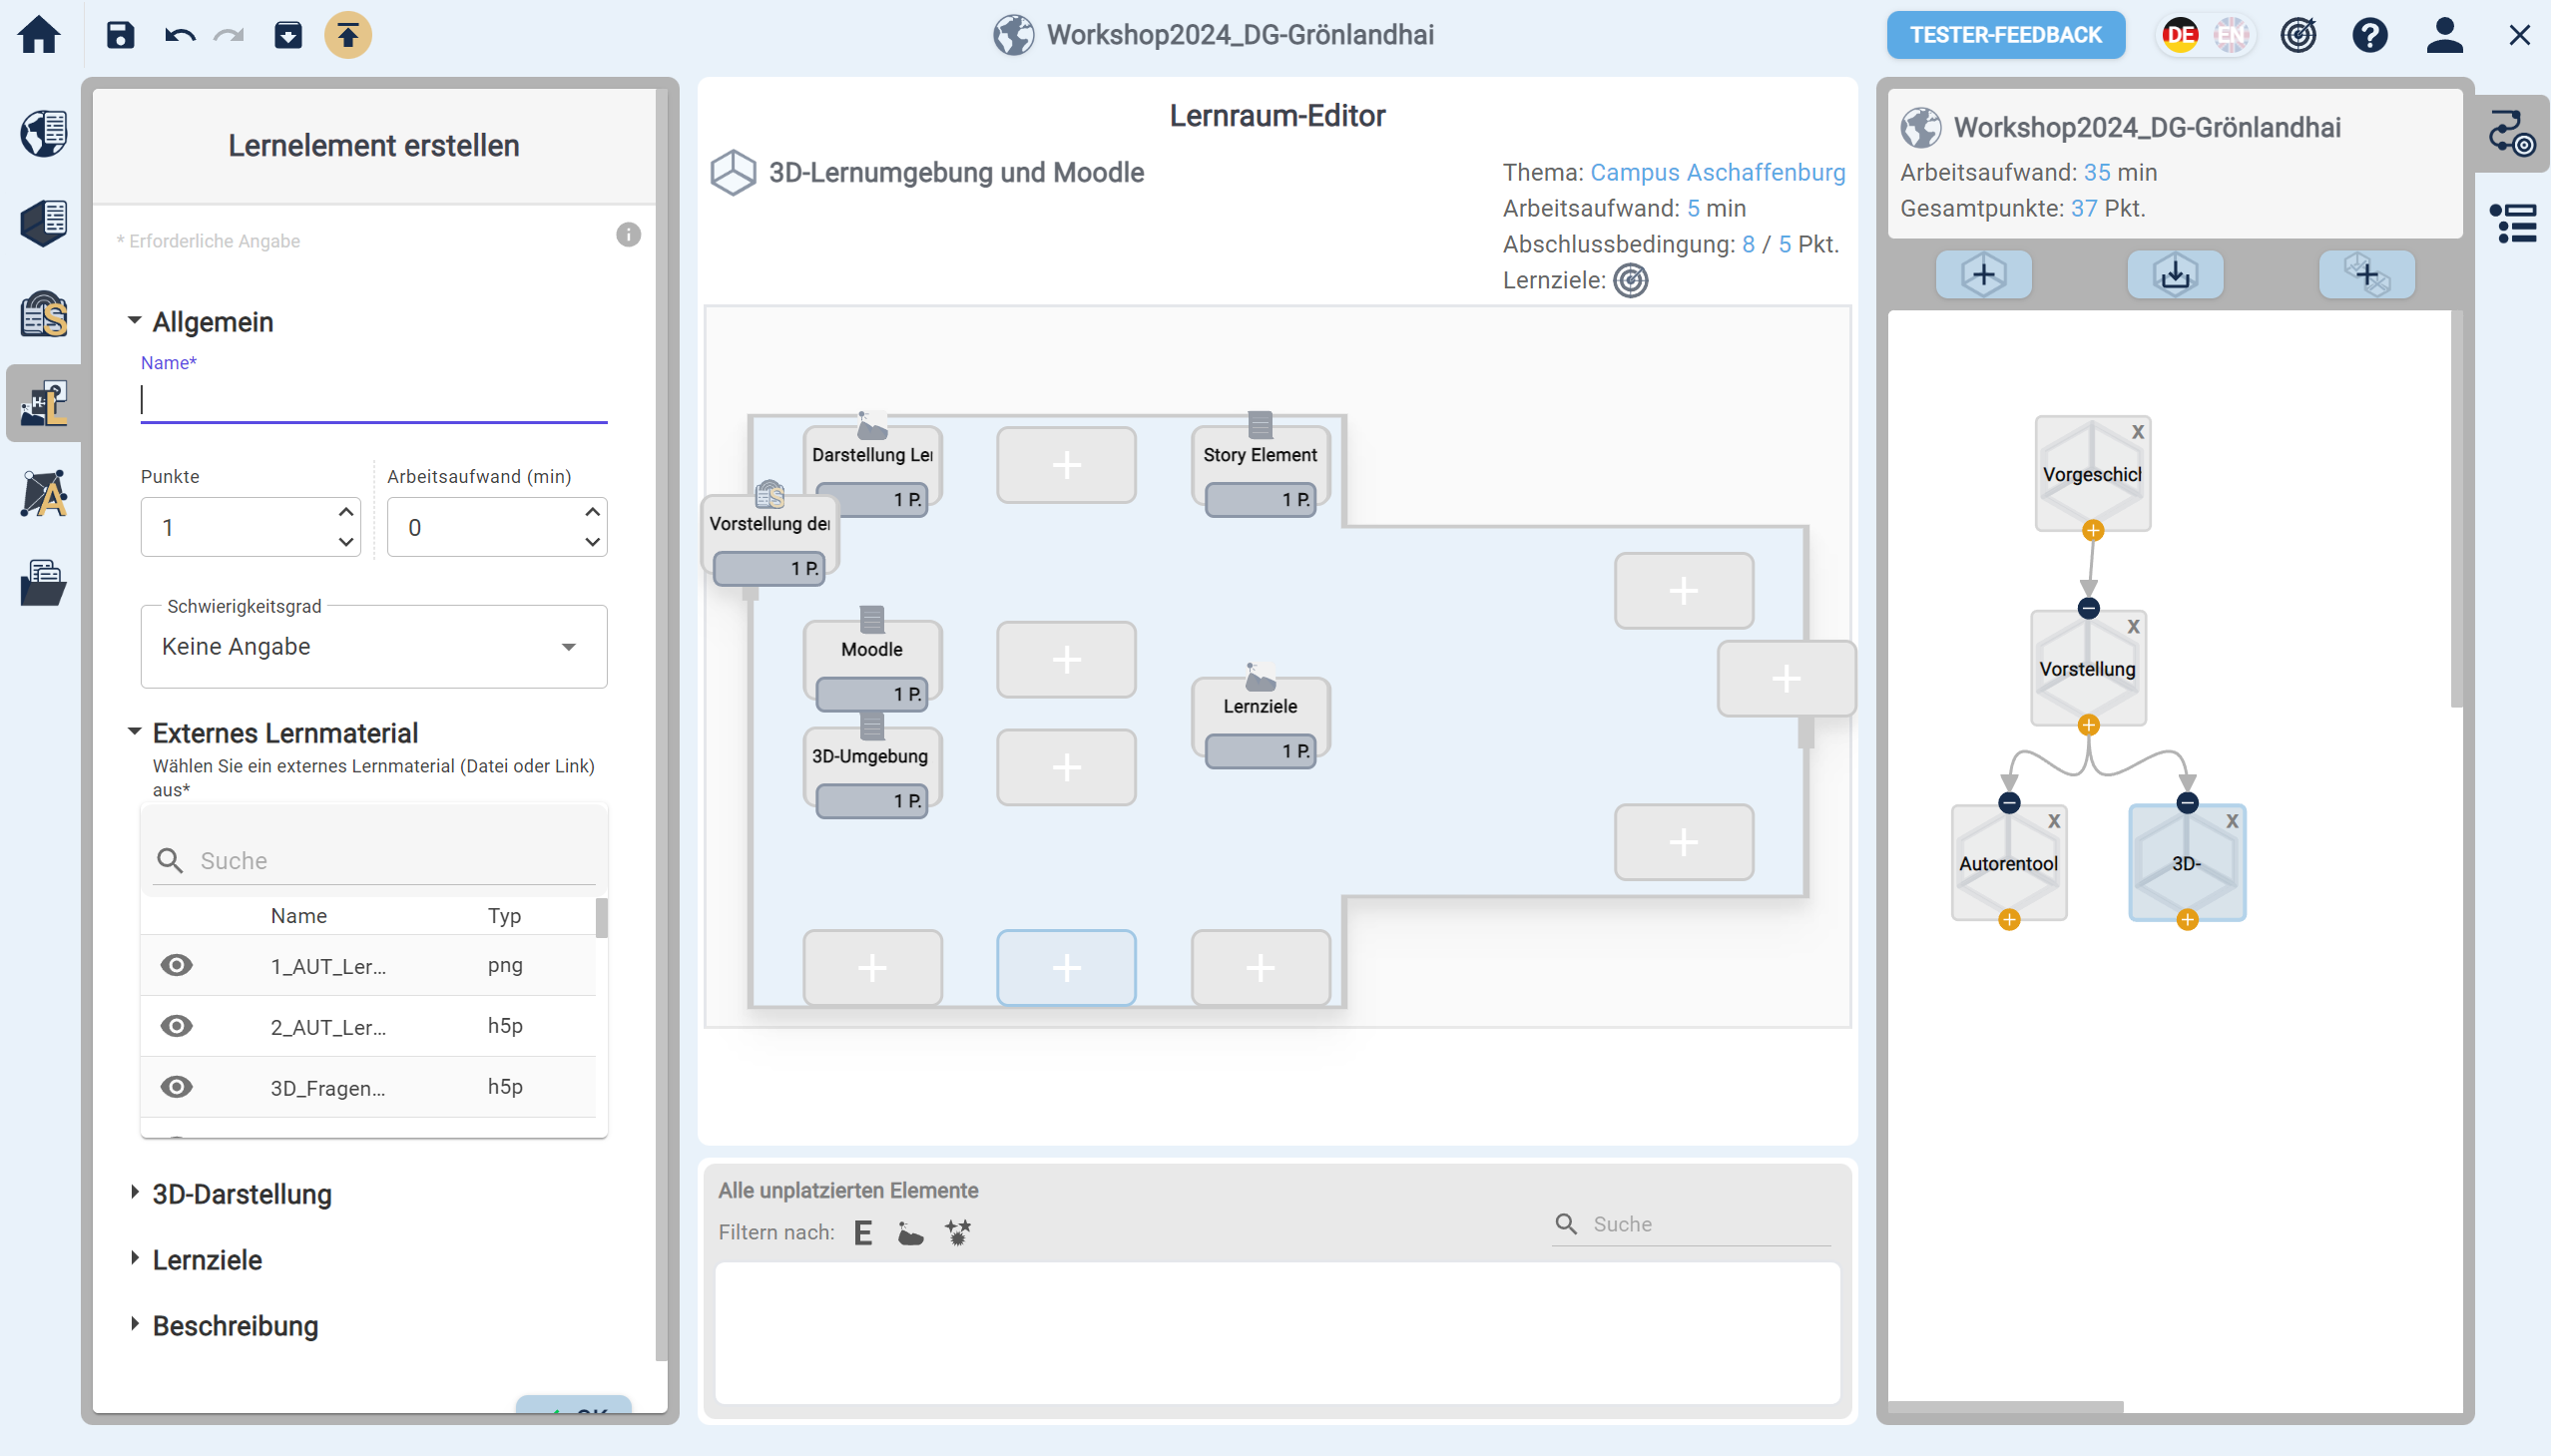 Workshop2024_DG-Grönlandhai
TESTER-FEEDBACK
DE EN
Lernelement erstellen
* Erforderliche Angabe
Allgemein
Name*
Punkte
Arbeitsaufwand (min)
1
0
Schwierigkeitsgrad
Keine Angabe
Externes Lernmaterial
Wählen Sie ein externes Lernmaterial (Datei oder Link)
aus*
Suche
Name Typ
1_AUT_Ler... png
2_AUT_Ler... h5p
3D_Fragen... h5p
3D-Darstellung
Lernziele
Beschreibung
OK
S
L
A
Lernraum-Editor
3D-Lernumgebung und Moodle
Thema: Campus Aschaffenburg
Arbeitsaufwand: 5 min
Abschlussbedingung: 8 / 5 Pkt.
Lernziele:
Darstellung Ler
1 P.
Story Element
1 P.
Vorstellung der
1 P.
Moodle
1 P.
Lernziele
1 P.
3D-Umgebung
1 P.
Alle unplatzierten Elemente
Filtern nach: E
Suche
Workshop2024_DG-Grönlandhai
Arbeitsaufwand: 35 min
Gesamtpunkte: 37 Pkt.
X
Vorgeschicl
X
Vorstellung
X
Autorentool
X
3D-